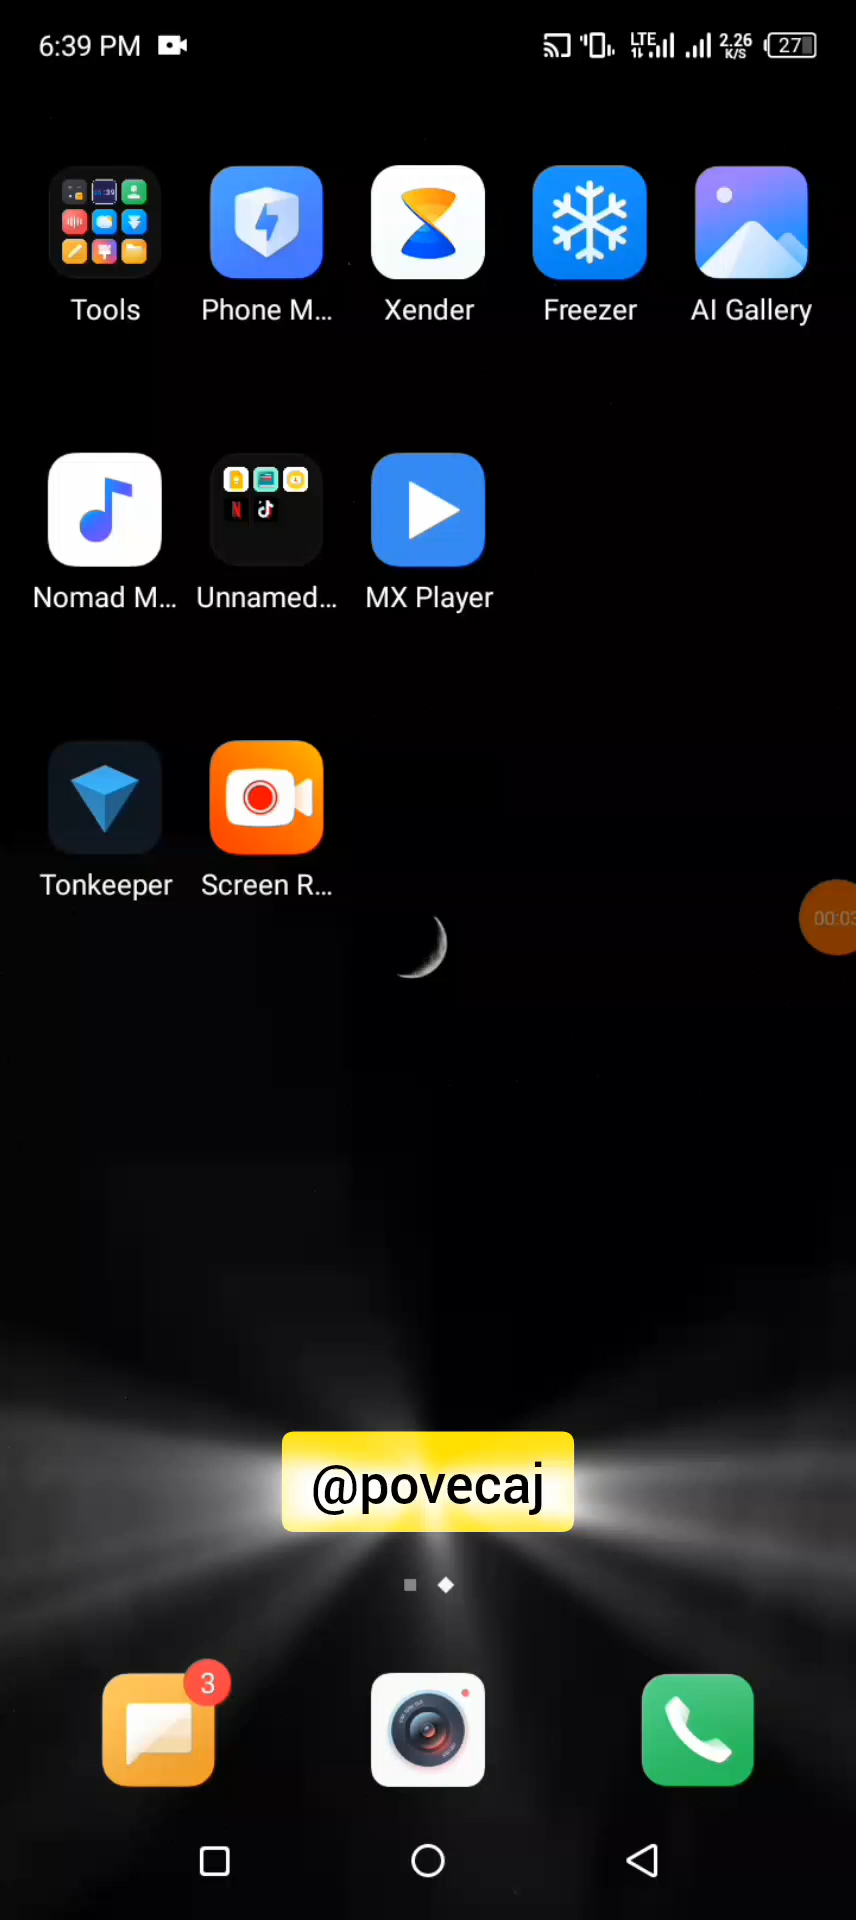 6:39 PM LTE 2.26 K/S 27
Tools Phone M... Xender Freezer AI Gallery
Nomad M... Unnamed... MX Player
Tonkeeper Screen R...
00:03
@povecaj
3